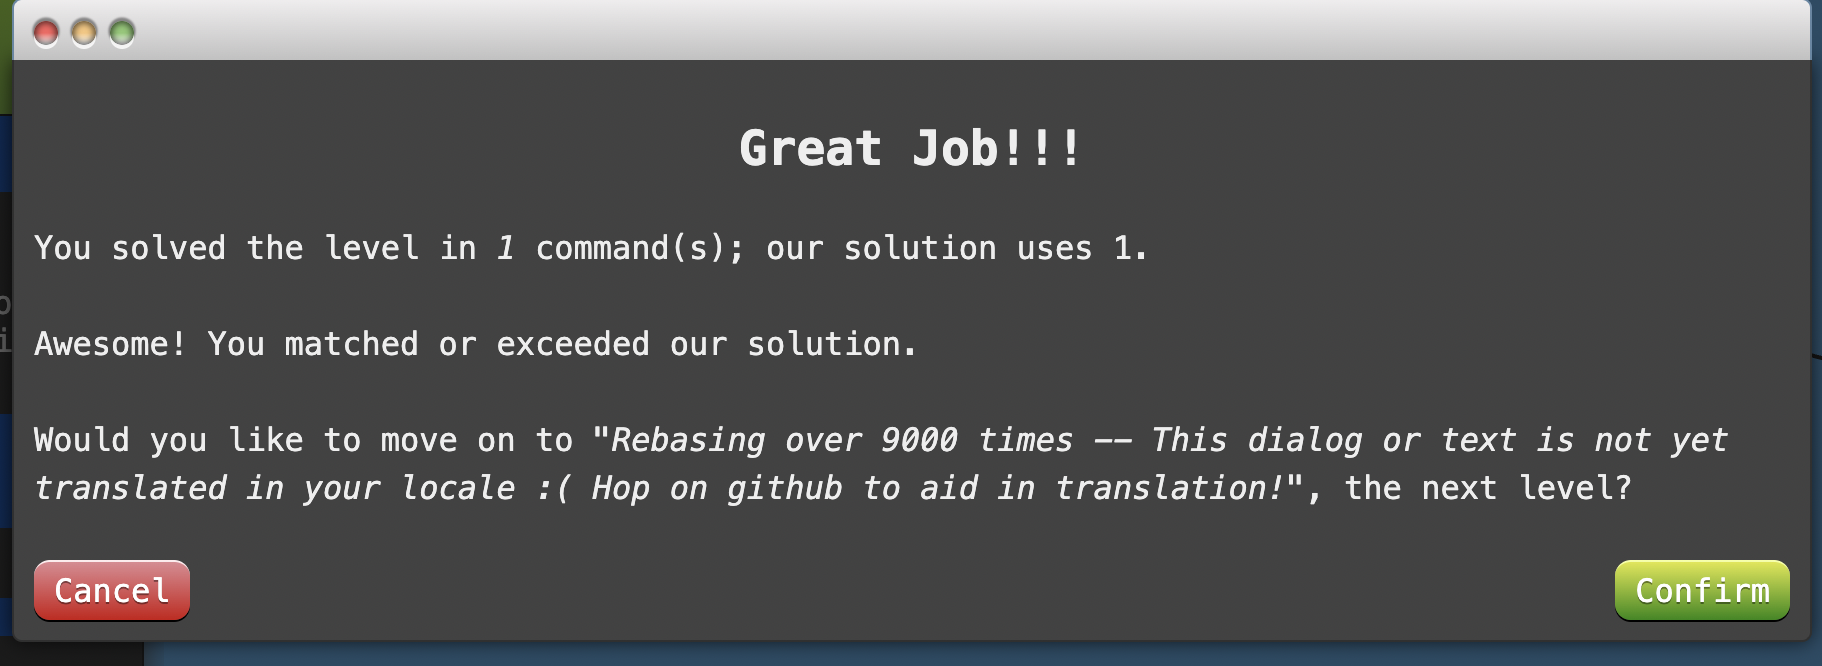 Great Job!!!
You solved the level in 1 command(s); our solution uses 1.
Awesome! You matched or exceeded our solution.
Would you like to move on to "Rebasing over 9000 times -- This dialog or text is not yet
translated in your locale :( Hop on github to aid in translation!", the next level?
Cancel
Confirm